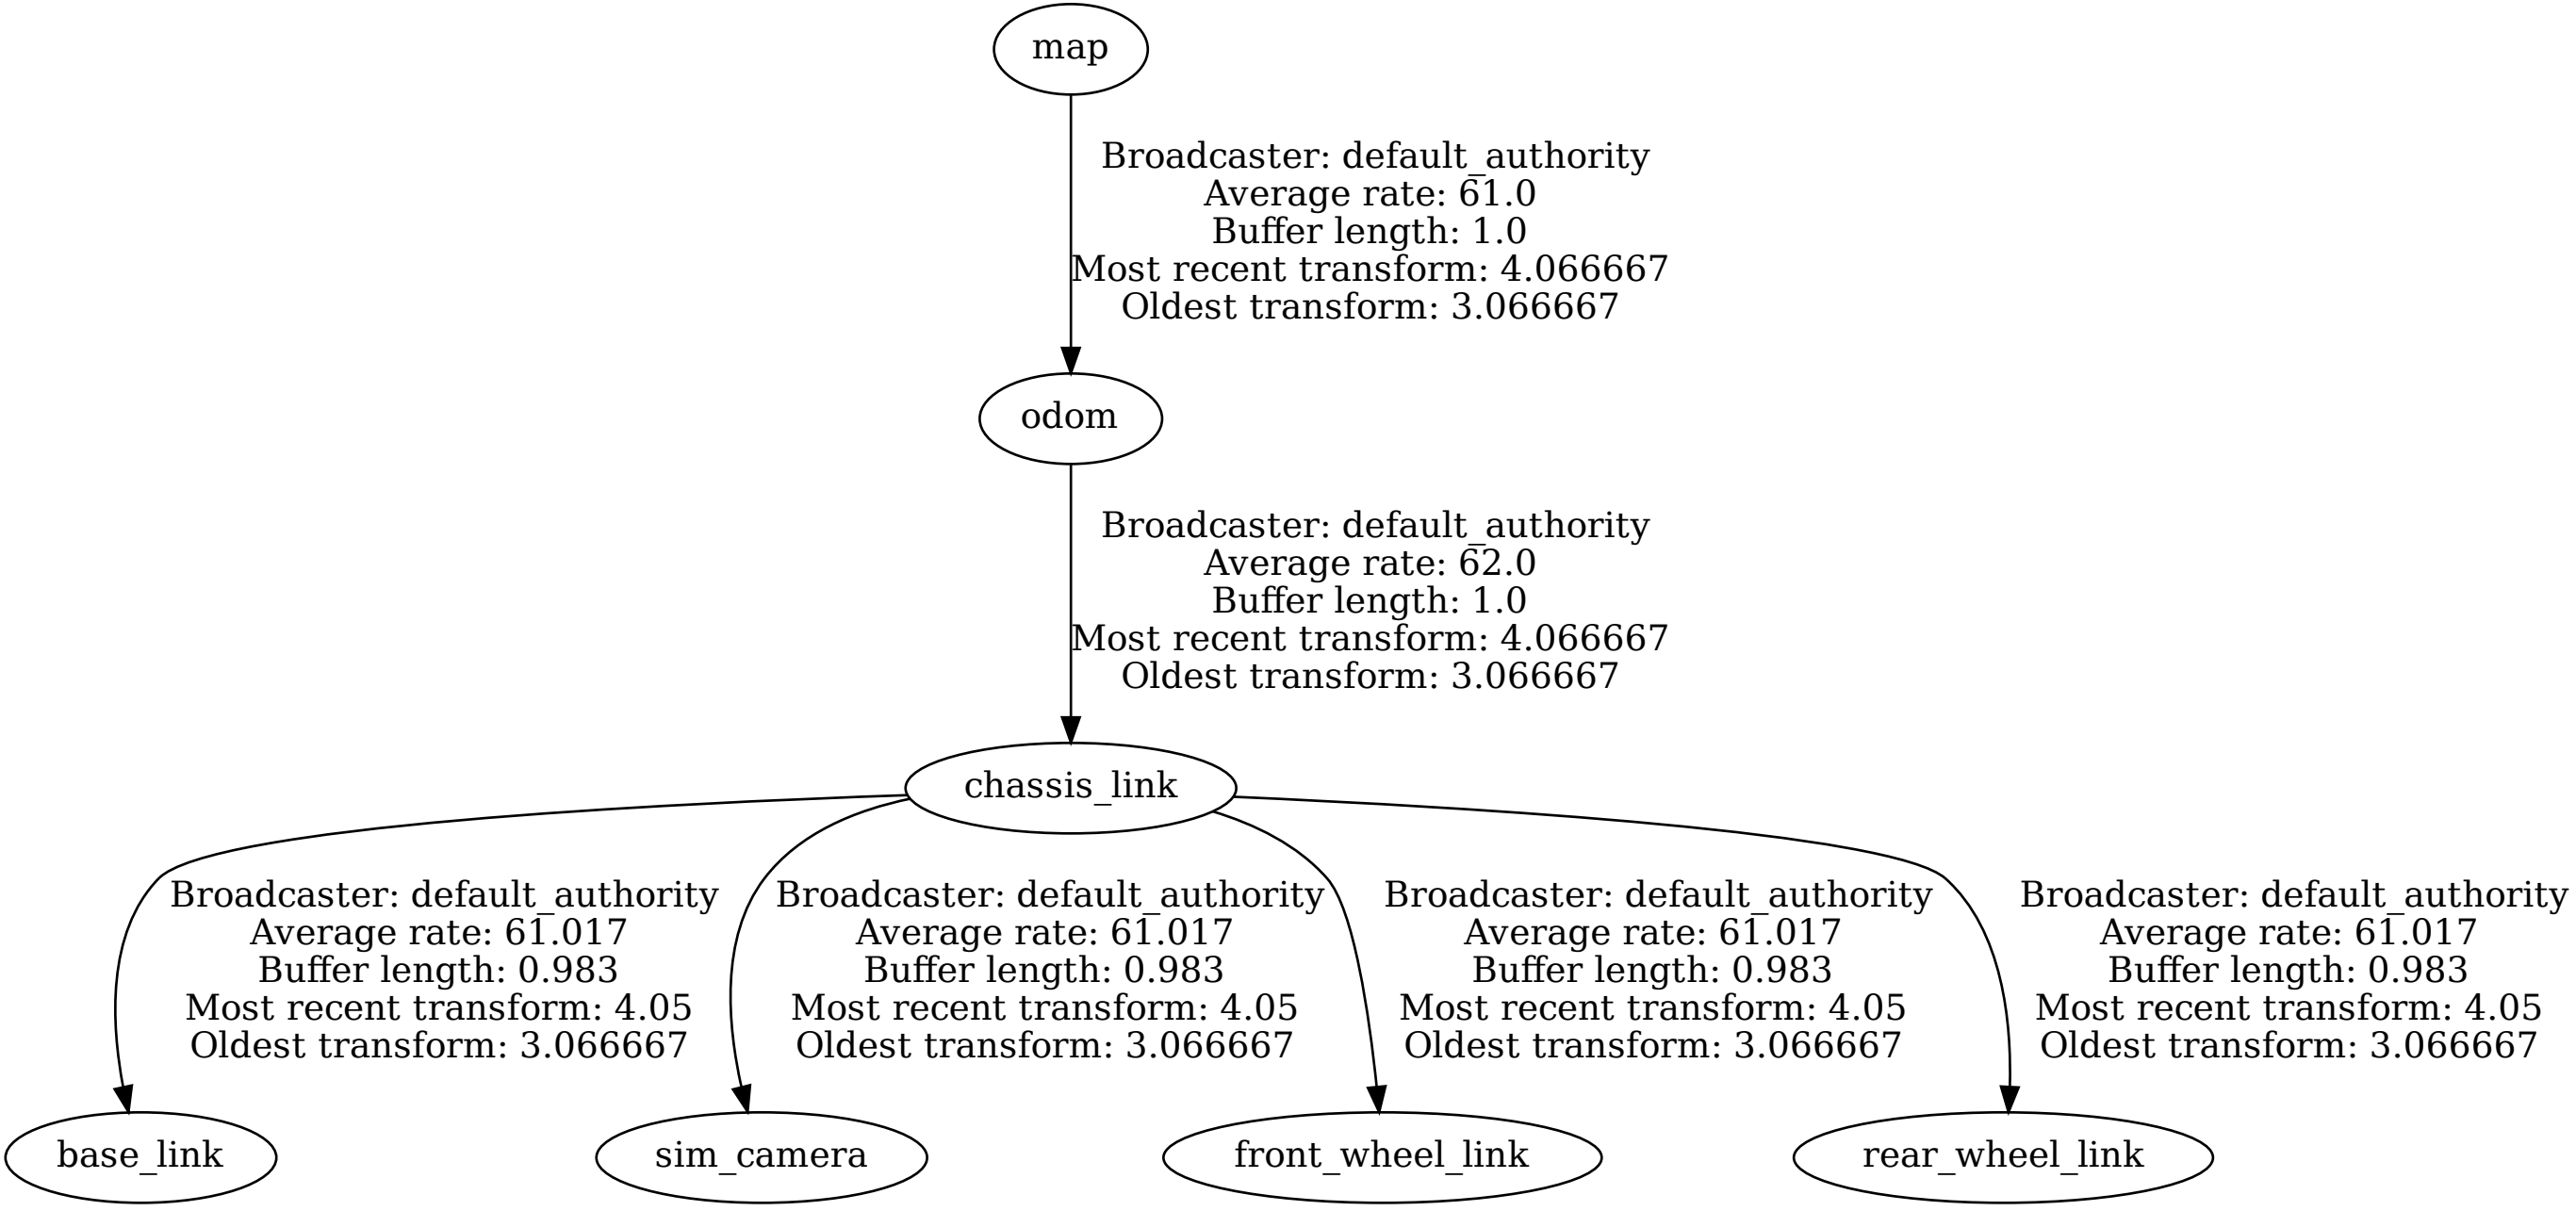 map
Broadcaster: default_authority
Average rate: 61.0
Buffer length: 1.0
Most recent transform: 4.066667
Oldest transform: 3.066667
odom
Broadcaster: default_authority
Average rate: 62.0
Buffer length: 1.0
Most recent transform: 4.066667
Oldest transform: 3.066667
chassis_link
Broadcaster: default_authority
Average rate: 61.017
Buffer length: 0.983
Most recent transform: 4.05
Oldest transform: 3.066667
Broadcaster: default_authority
Average rate: 61.017
Buffer length: 0.983
Most recent transform: 4.05
Oldest transform: 3.066667
Broadcaster: default_authority
Average rate: 61.017
Buffer length: 0.983
Most recent transform: 4.05
Oldest transform: 3.066667
Broadcaster: default_authority
Average rate: 61.017
Buffer length: 0.983
Most recent transform: 4.05
Oldest transform: 3.066667
base_link
sim_camera
front_wheel_link
rear_wheel_link